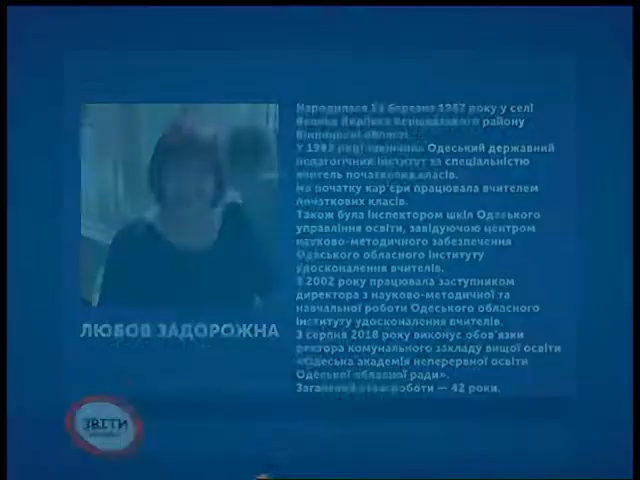 Народилася 11 березня 19 7 року у селі
району
області.
У 19 році закінчила Одеський державний
педагогічний інститут за спеціальністю
вчитель початкових класів.
На початку кар'єри працювала вчителем
початкових класів.
Також була інспектором шкіл Одеського
управління освіти, завідуючою центром
науково-методичного забезпечення
Одеського обласного інституту
удосконалення вчителів.
З 2002 року працювала заступником
директора з науково-методичної та
навчальної роботи Одеського обласного
інституту удосконалення вчителів.
З серпня 2018 року виконує обов'язки
ректора комунального закладу вищої освіти
«Одеська академія неперервної освіти
Одеської обласної ради».
Загальний стаж роботи — 42 роки.
ЛЮБОВ ЗАДОРОЖНА
ЗВІТИ